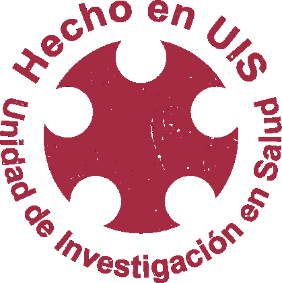 Hecho en UIS
Unidad de Investigación en Salud